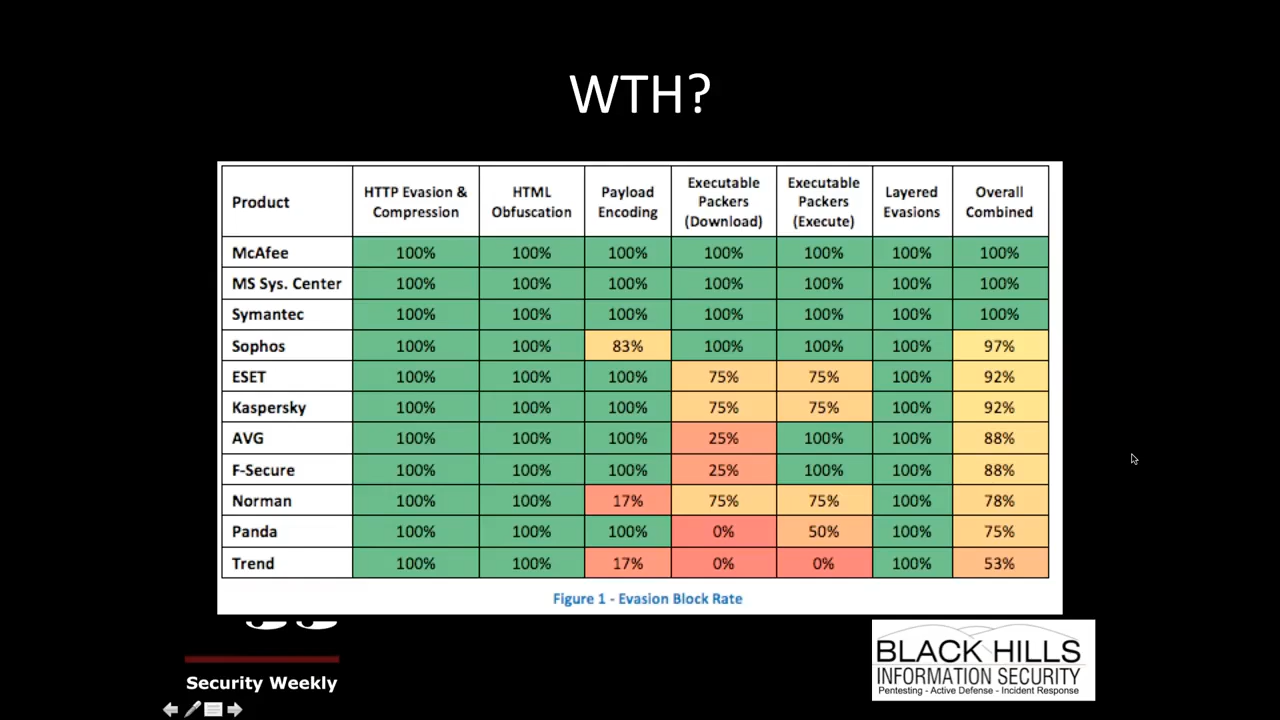 WTH?
Product HTTP Evasion & Compression HTML Obfuscation Payload Encoding Executable Packers (Download) Executable Packers (Execute) Layered Evasions Overall Combined
McAfee 100% 100% 100% 100% 100% 100% 100%
MS Sys. Center 100% 100% 100% 100% 100% 100% 100%
Symantec 100% 100% 100% 100% 100% 100% 100%
Sophos 100% 100% 83% 100% 100% 100% 97%
ESET 100% 100% 100% 75% 75% 100% 92%
Kaspersky 100% 100% 100% 75% 75% 100% 92%
AVG 100% 100% 100% 25% 100% 100% 88%
F-Secure 100% 100% 100% 25% 100% 100% 88%
Norman 100% 100% 17% 75% 75% 100% 78%
Panda 100% 100% 100% 0% 50% 100% 75%
Trend 100% 100% 17% 0% 0% 100% 53%
Figure 1 - Evasion Block Rate
Security Weekly
BLACK HILLS
INFORMATION SECURITY
Pentesting - Active Defense - Incident Response